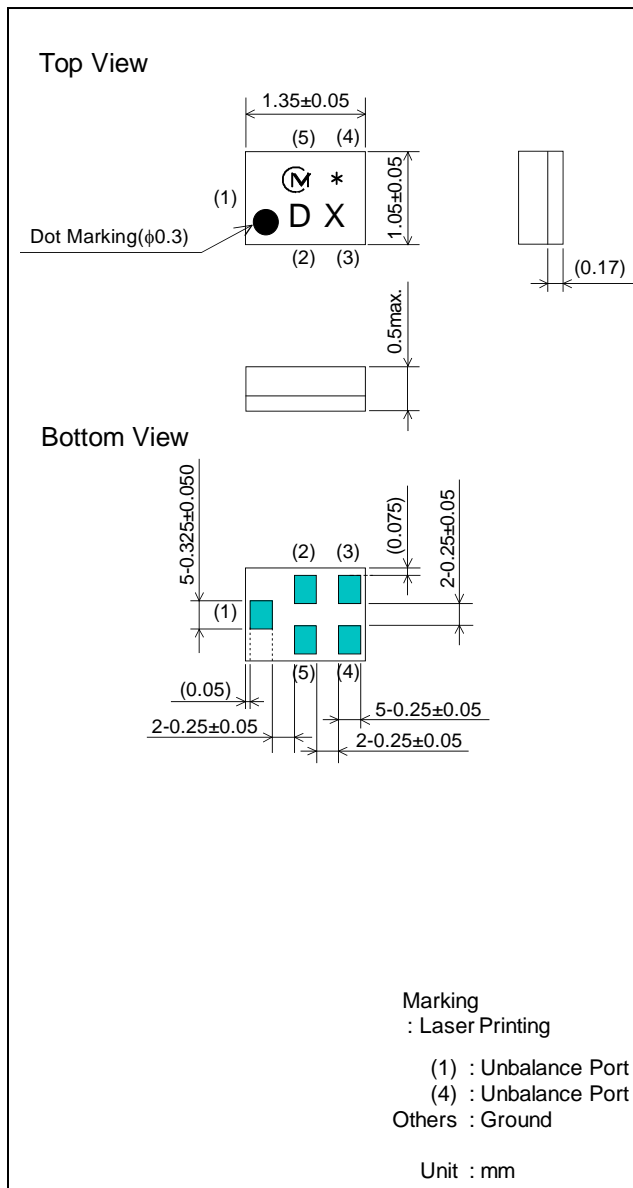 Top View
1.35±0.05
(5) (4)
M *
(1)
1.05±0.05
D X
Dot Marking(ϕ0.3)
(2) (3)
(0.17)
0.5max.
Bottom View
5-0.325±0.050
(2) (3)
(0.075)
2-0.25±0.05
(1)
(5) (4)
(0.05)
5-0.25±0.05
2-0.25±0.05
2-0.25±0.05
Marking
: Laser Printing
(1) : Unbalance Port
(4) : Unbalance Port
Others : Ground
Unit : mm